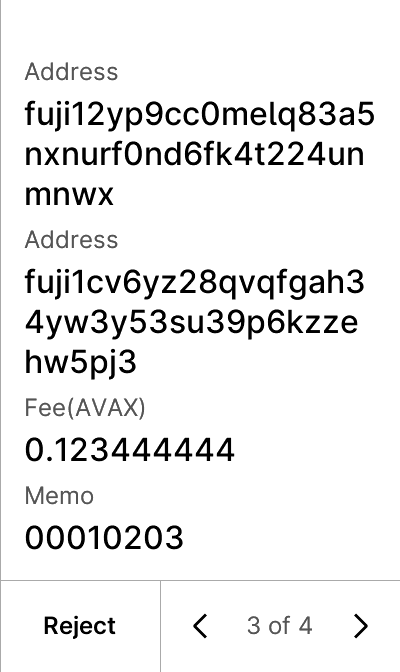 Address
fuji12yp9cc0melq83a5
nxnurf0nd6fk4t224un
mnwx
Address
fuji1cv6yz28qvqfgah3
4yw3y53su39p6kzze
hw5pj3
Fee(AVAX)
0.123444444
Memo
00010203
Reject
3 of 4